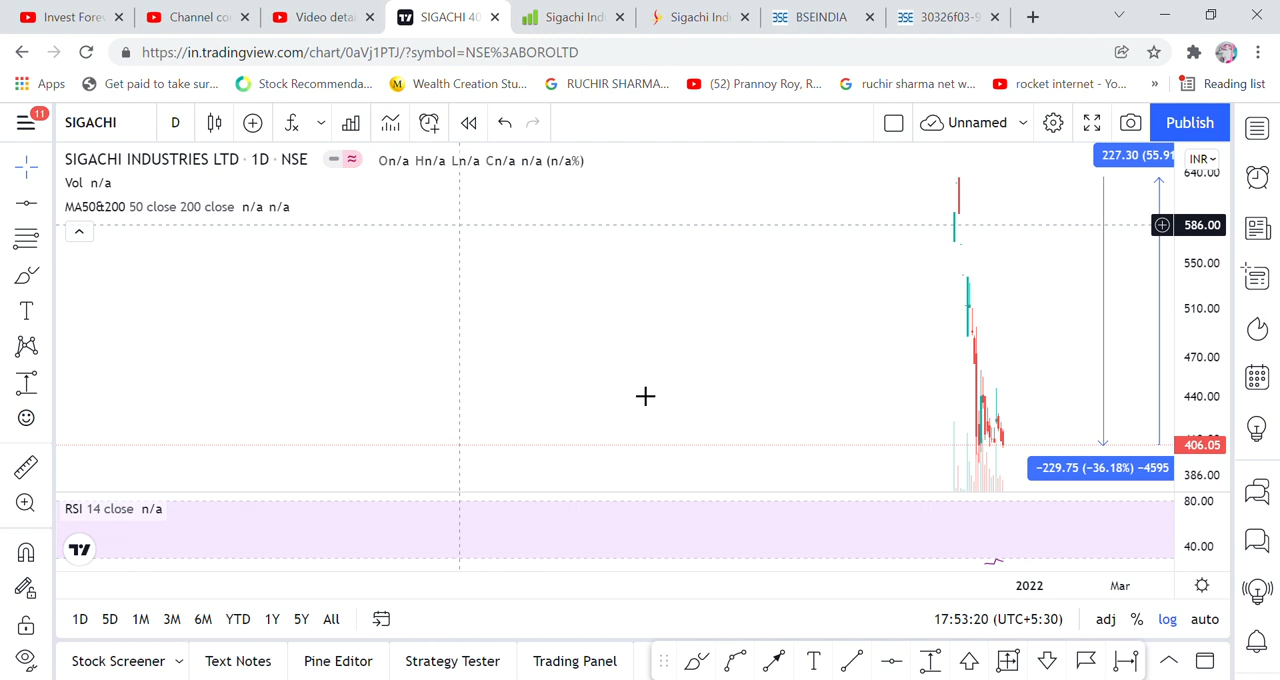 Invest Fore
Channel co
Video detai
SIGACHI 40
Sigachi Ind
Sigachi Ind
BSEINDIA
30326f03-9
https://in.tradingview.com/chart/0aVj1PTJ/?symbol=NSE%3ABOROLTD
Apps
Get paid to take sur...
Stock Recommenda...
Wealth Creation Stu...
RUCHIR SHARMA...
(52) Prannoy Roy, R...
ruchir sharma net w...
rocket internet - Yo...
»
Reading list
11
SIGACHI
D
Unnamed
Publish
SIGACHI INDUSTRIES LTD · 1D · NSE
On/a Hn/a Ln/a Cn/a n/a (n/a%)
Vol n/a
MA50&200 50 close 200 close n/a n/a
227.30 (55.91
INR
640.00
586.00
550.00
510.00
470.00
440.00
406.05
386.00
−229.75 (−36.18%) −4595
RSI 14 close n/a
80.00
40.00
2022
Mar
1D 5D 1M 3M 6M YTD 1Y 5Y All
17:53:20 (UTC+5:30)
adj % log auto
Stock Screener
Text Notes
Pine Editor
Strategy Tester
Trading Panel